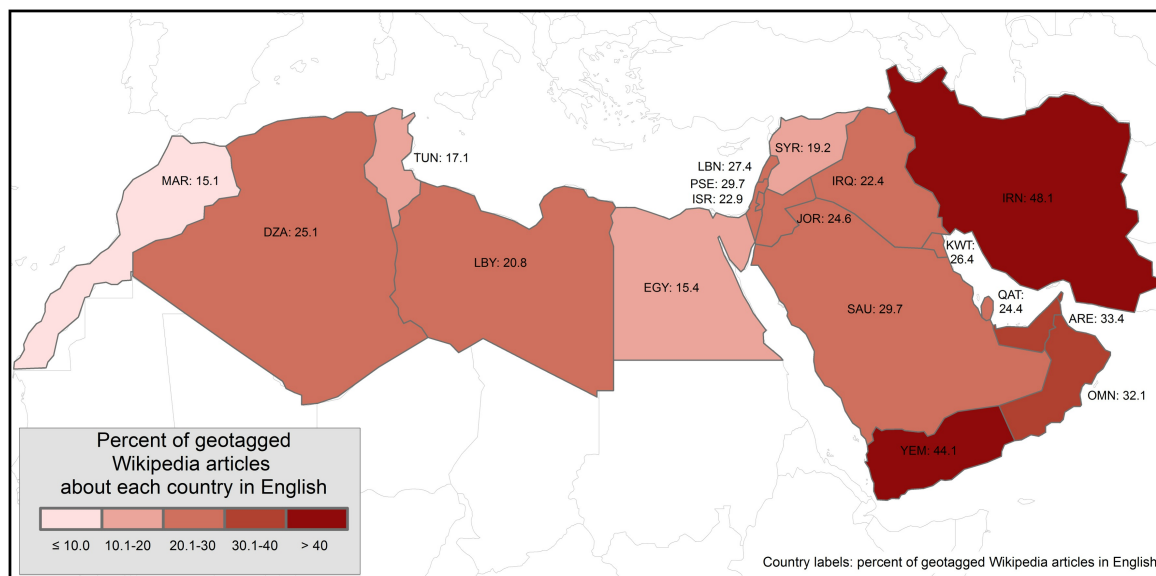 TUN: 17.1
MAR: 15.1
DZA: 25.1
LBY: 20.8
EGY: 15.4
LBN: 27.4
PSE: 29.7
ISR: 22.9
SYR: 19.2
IRQ: 22.4
JOR: 24.6
IRN: 48.1
KWT:
26.4
QAT:
24.4
SAU: 29.7
ARE: 33.4
OMN: 32.1
YEM: 44.1
Percent of geotagged
Wikipedia articles
about each country in English
≤ 10.0 10.1-20 20.1-30 30.1-40 > 40
Country labels: percent of geotagged Wikipedia articles in English